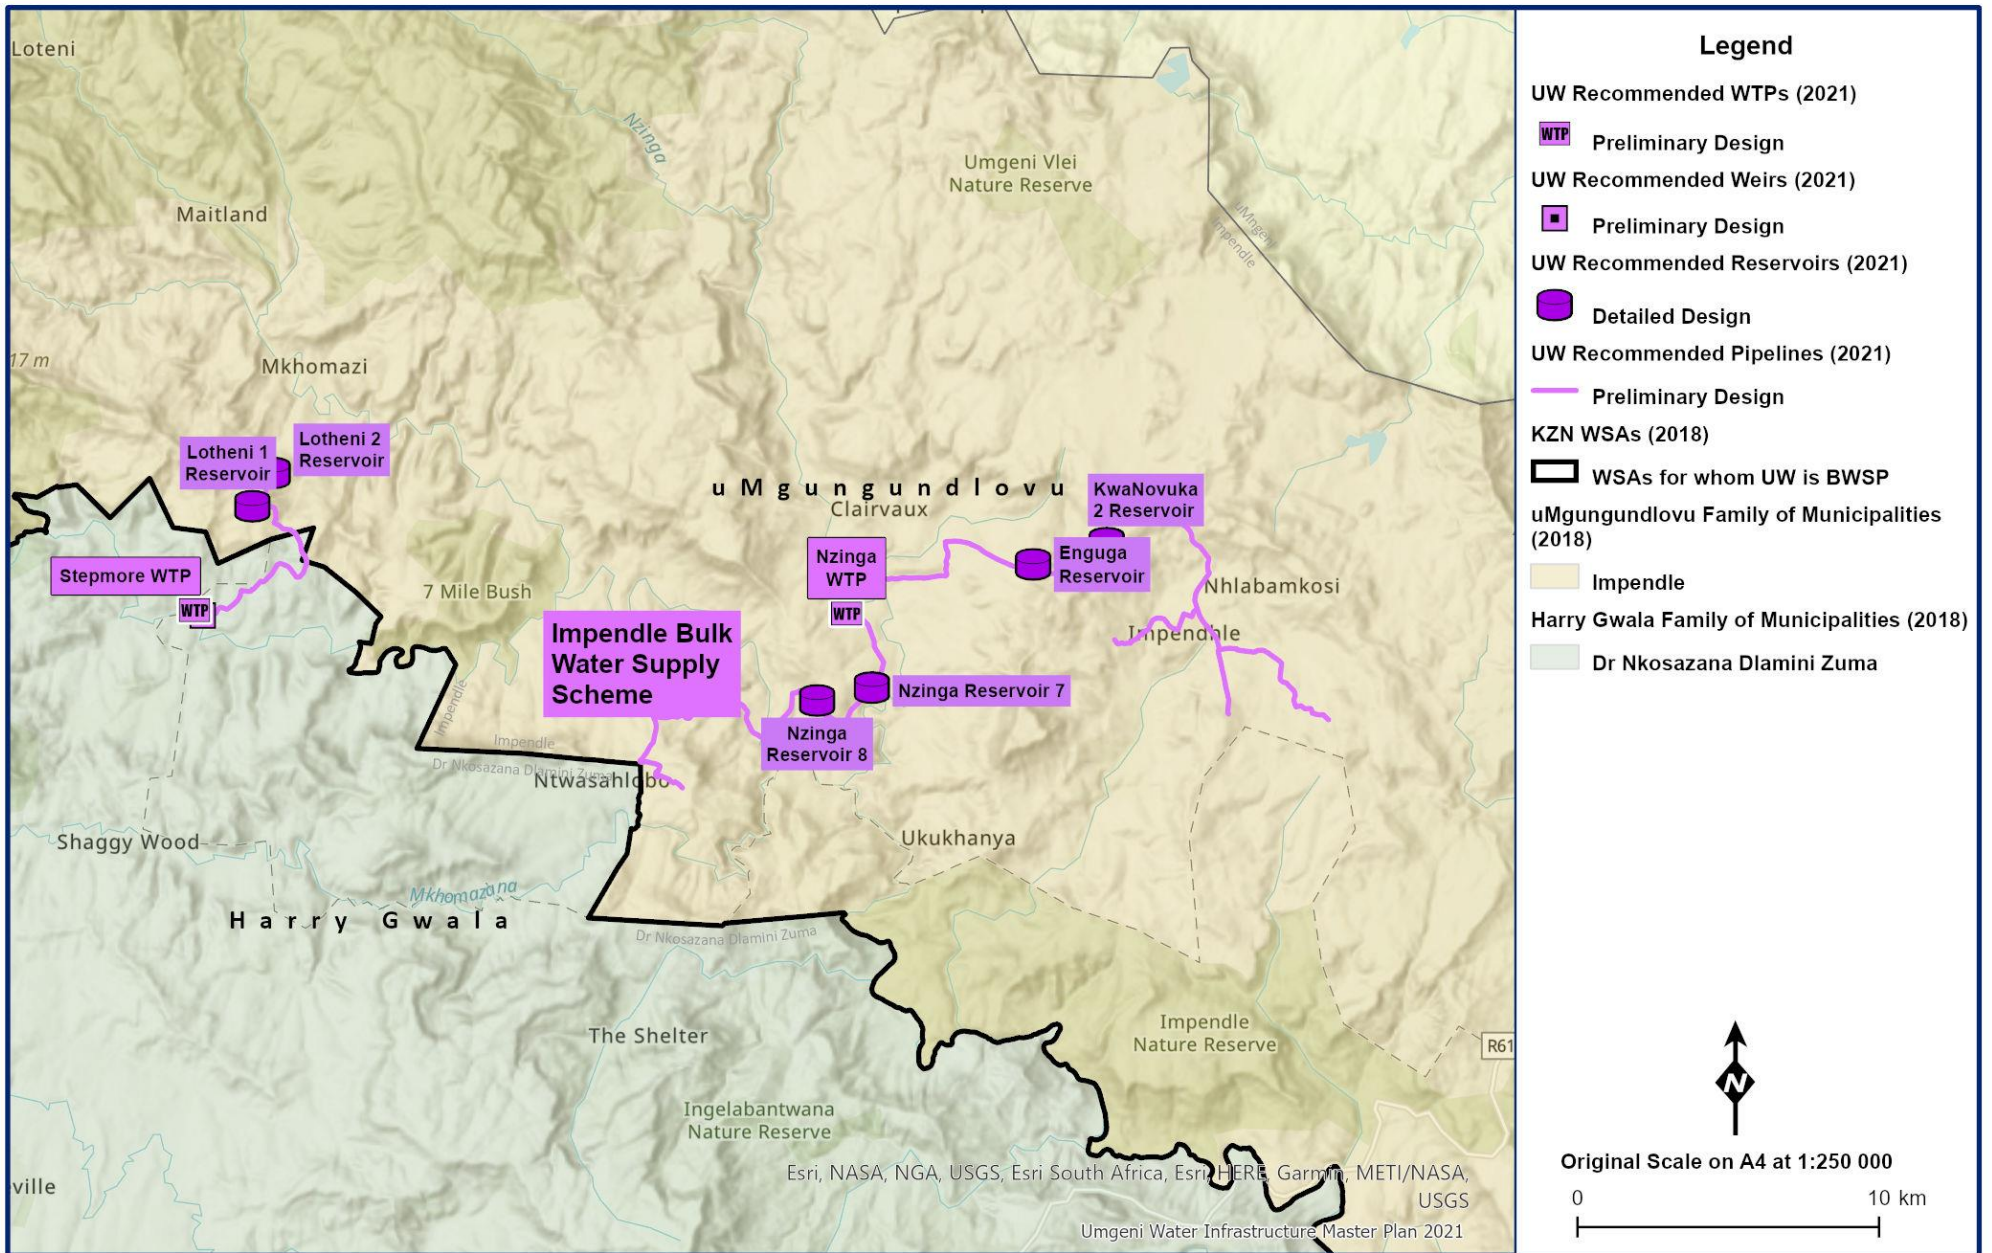 Loteni
Nzinga
Umgeni Vlei
Nature Reserve
Maitland
uMngeni
Impendle
17 m
Mkhomazi
Lotheni 1
Reservoir
Lotheni 2
Reservoir
uMgungundlovu
Clairvaux
KwaNovuka
2 Reservoir
Nzinga
WTP
Enguga
Reservoir
Stepmore WTP
WTP
7 Mile Bush
WTP
Nhlabamkosi
Impendhle
Impendle Bulk
Water Supply
Scheme
Nzinga Reservoir 7
Nzinga
Reservoir 8
Impendle
Impendle
Dr Nkosazana Dlamini Zuma
Ntwasahlobo
Shaggy Wood
Ukukhanya
Mkhomazana
Harry Gwala
Dr Nkosazana Dlamini Zuma
The Shelter
Impendle
Nature Reserve
R61
Ingelabantwana
Nature Reserve
ville
Esri, NASA, NGA, USGS, Esri South Africa, Esri, HERE, Garmin, METI/NASA,
USGS
Umgeni Water Infrastructure Master Plan 2021
Legend
UW Recommended WTPs (2021)
WTP
Preliminary Design
UW Recommended Weirs (2021)
Preliminary Design
UW Recommended Reservoirs (2021)
Detailed Design
UW Recommended Pipelines (2021)
Preliminary Design
KZN WSAs (2018)
WSAs for whom UW is BWSP
uMgungundlovu Family of Municipalities
(2018)
Impendle
Harry Gwala Family of Municipalities (2018)
Dr Nkosazana Dlamini Zuma
N
Original Scale on A4 at 1:250 000
0 10 km